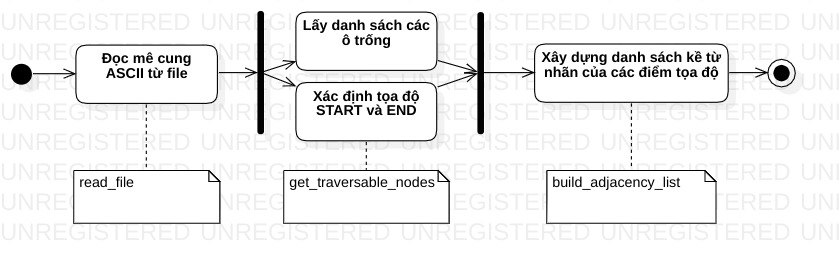 Đọc mê cung
ASCII từ file
Lấy danh sách các
ô trống
Xác định tọa độ
START và END
Xây dựng danh sách kề từ
nhãn của các điểm tọa độ
read_file
get_traversable_nodes
build_adjacency_list
UNREGISTERED UNREGISTERED UNREGISTERED UNREGISTERED UN